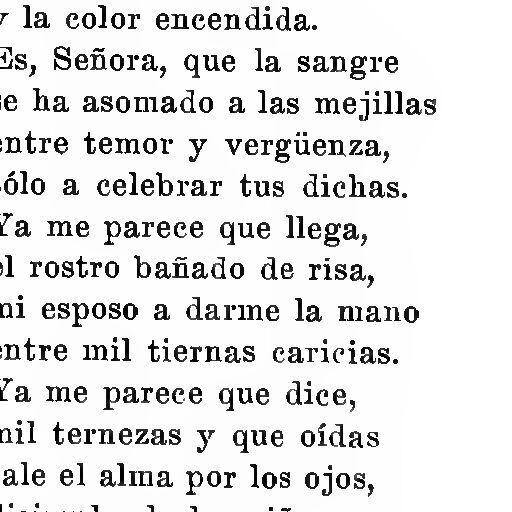 y la color encendida.
Es, Señora, que la sangre
se ha asomado a las mejillas
entre temor y vergüenza,
sólo a celebrar tus dichas.
Ya me parece que llega,
el rostro bañado de risa,
mi esposo a darme la mano
entre mil tiernas caricias.
Ya me parece que dice,
mil ternezas y que oídas
sale el alma por los ojos,